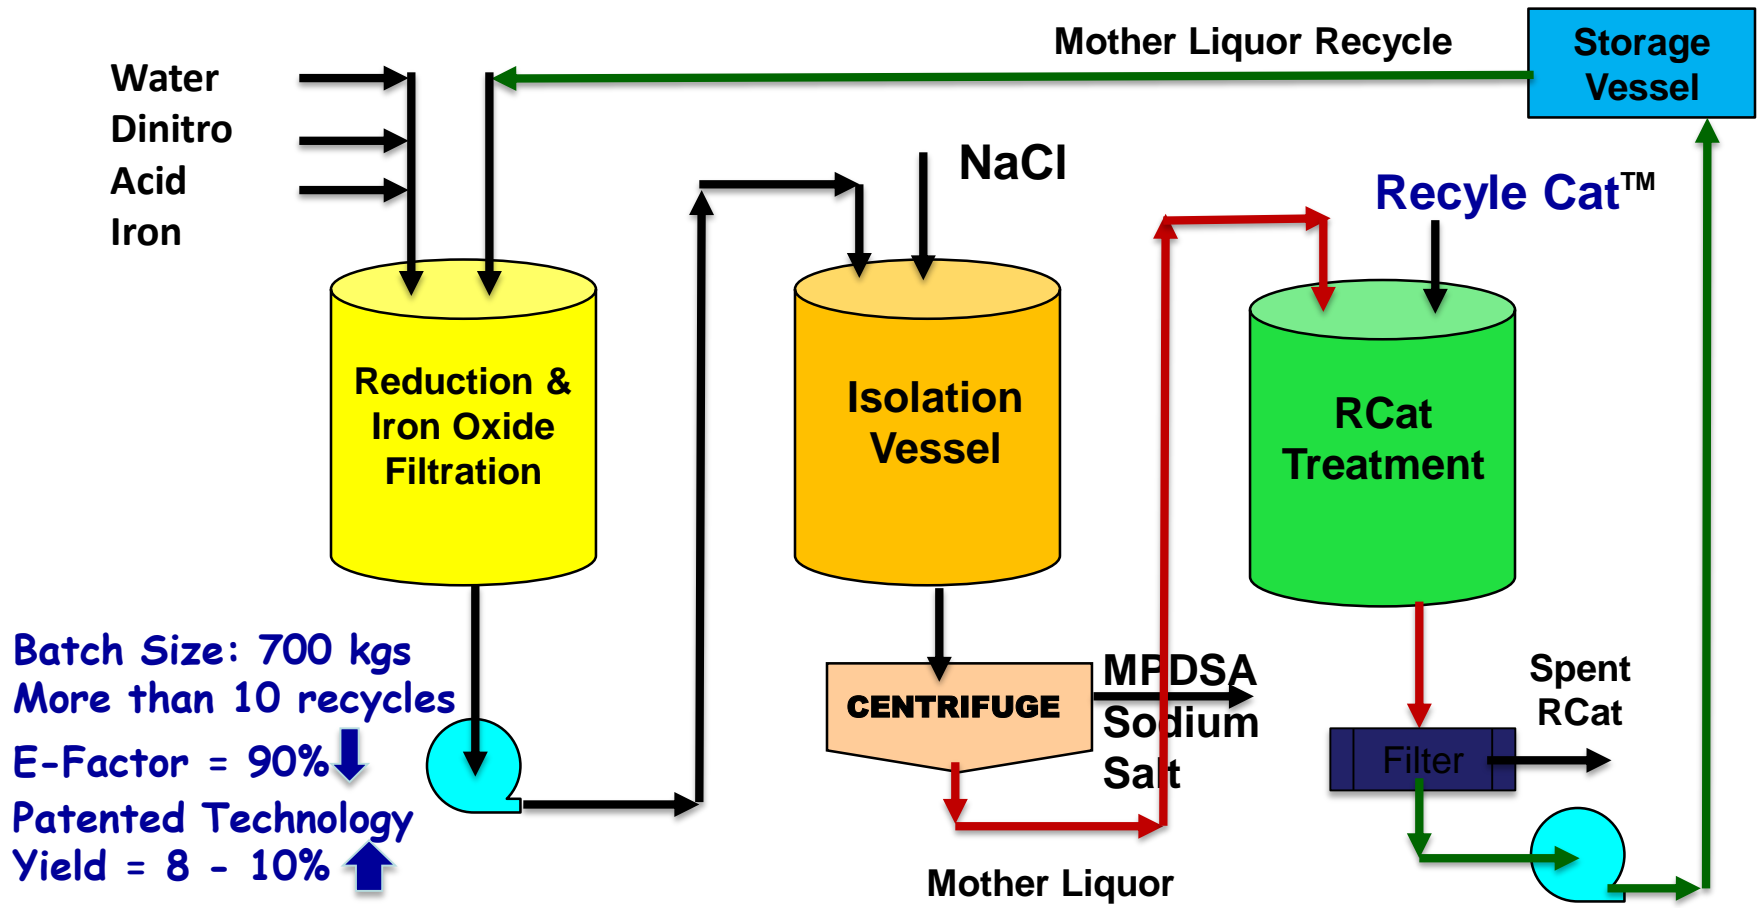 Mother Liquor Recycle
Storage
Vessel
Water
Dinitro
Acid
Iron
NaCl
Recyle Cat™
Reduction &
Iron Oxide
Filtration
Isolation
Vessel
RCat
Treatment
Batch Size: 700 kgs
More than 10 recycles
E-Factor = 90%
Patented Technology
Yield = 8 - 10%
CENTRIFUGE
MPDSA
Sodium
Salt
Mother Liquor
Filter
Spent
RCat